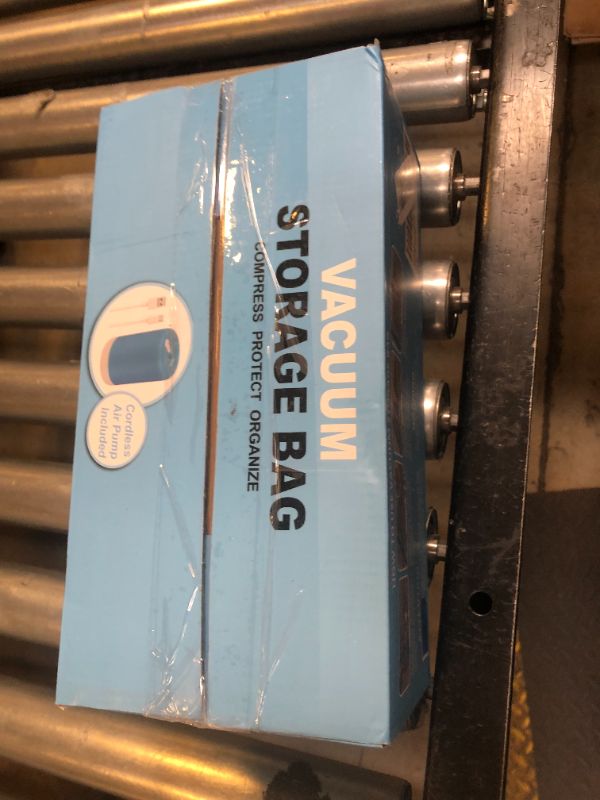 VACUUM
STORAGE BAG
COMPRESS PROTECT ORGANIZE
Cordless
Air Pump
Included